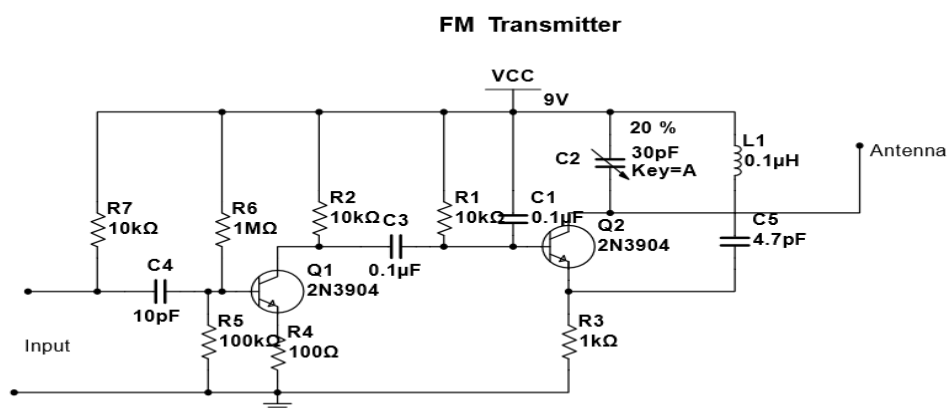 FM Transmitter
VCC
9V
20 %
30pF
Key=A
C2
L1
0.1µH
Antenna
R7
10kΩ
R6
1MΩ
R2
10kΩ
C3
0.1µF
R1
10kΩ
C1
0.1µF
Q2
2N3904
C5
4.7pF
C4
10pF
Q1
2N3904
R5
100kΩ
R4
100Ω
R3
1kΩ
Input